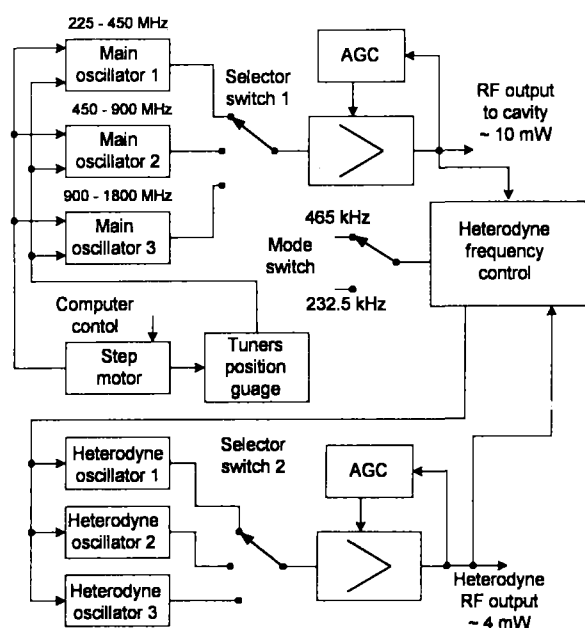 225 - 450 MHz
Main
oscillator 1
450 - 900 MHz
Main
oscillator 2
900 - 1800 MHz
Main
oscillator 3
Selector
switch 1
AGC
RF output
to cavity
~ 10 mW
465 kHz
Mode
switch
232.5 kHz
Heterodyne
frequency
control
Computer
contol
Step
motor
Tuners
position
guage
Heterodyne
oscillator 1
Heterodyne
oscillator 2
Heterodyne
oscillator 3
Selector
switch 2
AGC
Heterodyne
RF output
~ 4 mW